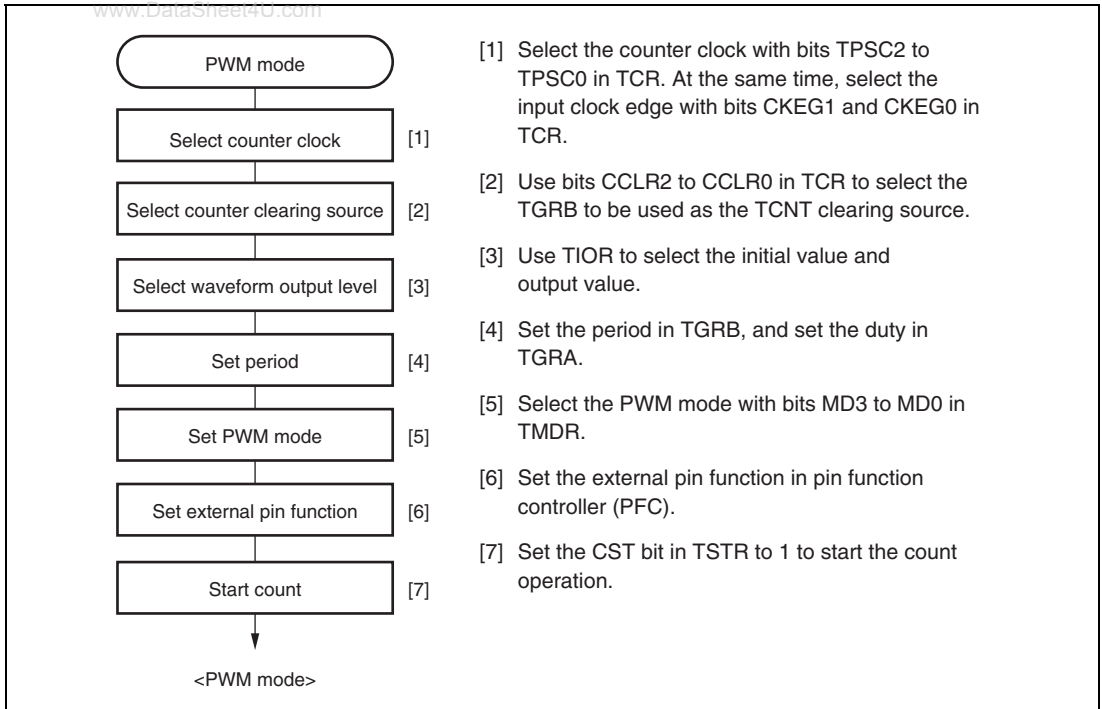 www.DataSheet4U.com
PWM mode
Select counter clock [1]
Select counter clearing source [2]
Select waveform output level [3]
Set period [4]
Set PWM mode [5]
Set external pin function [6]
Start count [7]
<PWM mode>
[1] Select the counter clock with bits TPSC2 to
TPSC0 in TCR. At the same time, select the
input clock edge with bits CKEG1 and CKEG0 in
TCR.
[2] Use bits CCLR2 to CCLR0 in TCR to select the
TGRB to be used as the TCNT clearing source.
[3] Use TIOR to select the initial value and
output value.
[4] Set the period in TGRB, and set the duty in
TGRA.
[5] Select the PWM mode with bits MD3 to MD0 in
TMDR.
[6] Set the external pin function in pin function
controller (PFC).
[7] Set the CST bit in TSTR to 1 to start the count
operation.